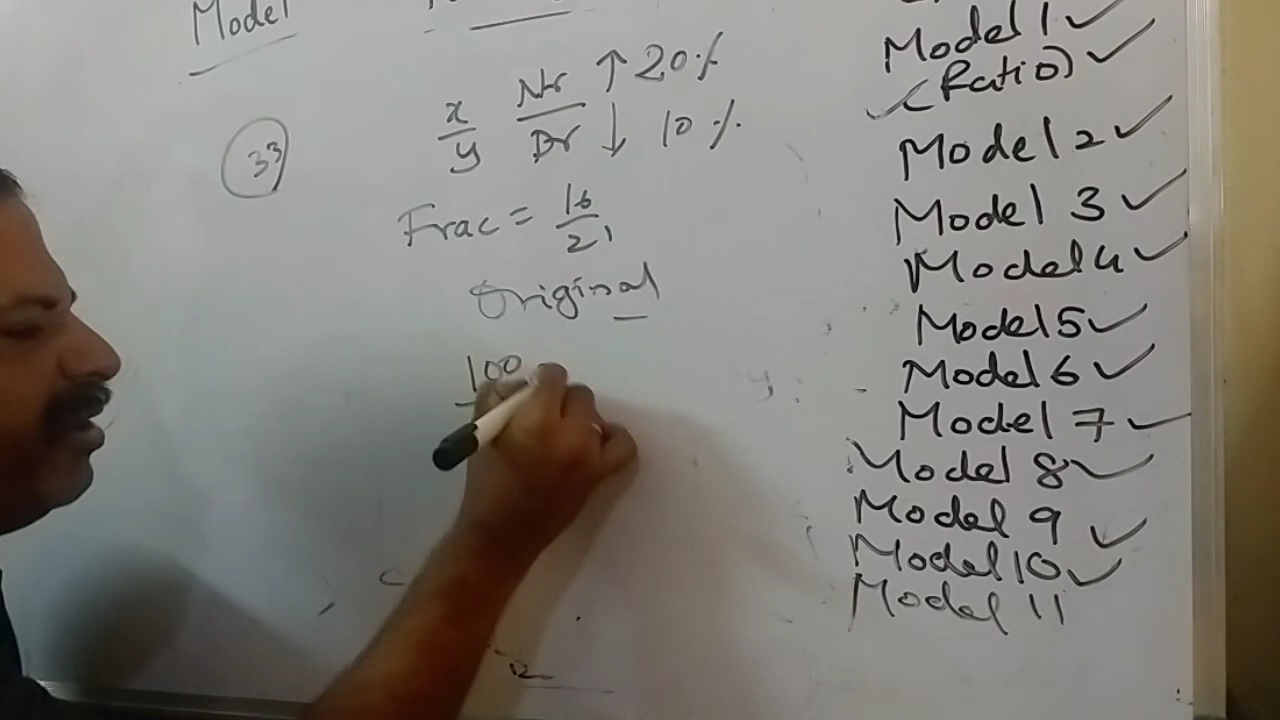 Model
33
x/y Nr/Dr ↑ 20%
↓ 10%
Frac = 16/21
Original
100
12
Model 1 ✓
(Ratio) ✓
Model 2 ✓
Model 3 ✓
Model 4 ✓
Model 5 ✓
Model 6 ✓
Model 7 ✓
Model 8 ✓
Model 9 ✓
Model 10 ✓
Model 11